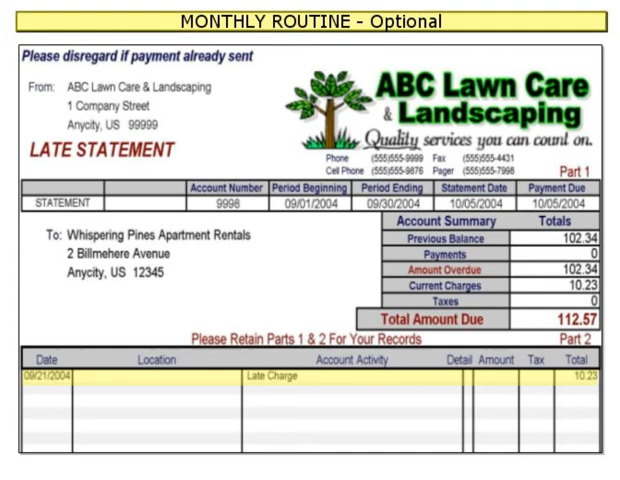 MONTHLY ROUTINE - Optional
Please disregard if payment already sent
From: ABC Lawn Care & Landscaping
1 Company Street
Anycity, US 99999
LATE STATEMENT
ABC Lawn Care
& Landscaping
Quality services you can count on.
Phone (555)555-9999 Fax (555)555-4431
Cell Phone (555)555-9876 Pager (555)555-7998
Part 1
Account Number Period Beginning Period Ending Statement Date Payment Due
STATEMENT 9998 09/01/2004 09/30/2004 10/05/2004 10/05/2004
To: Whispering Pines Apartment Rentals
2 Billmehere Avenue
Anycity, US 12345
Account Summary Totals
Previous Balance 102.34
Payments 0
Amount Overdue 102.34
Current Charges 10.23
Taxes 0
Total Amount Due 112.57
Please Retain Parts 1 & 2 For Your Records Part 2
Date Location Account Activity Detail Amount Tax Total
09/21/2004 Late Charge 10.23